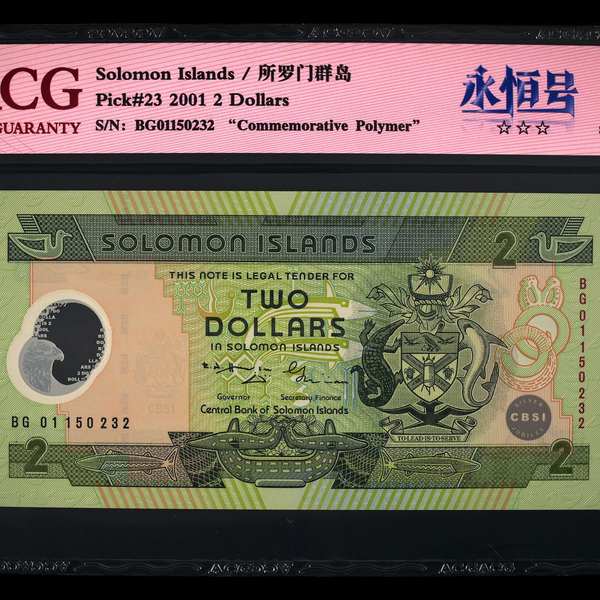 CG
GUARANTY
Solomon Islands / 所罗门群岛
Pick#23 2001 2 Dollars
S/N: BG01150232 “Commemorative Polymer”
永恒号
☆☆☆
SOLOMON ISLANDS
2
THIS NOTE IS LEGAL TENDER FOR
TWO
DOLLARS
IN SOLOMON ISLANDS
Governor
Secretary, Finance
Central Bank of Solomon Islands
BG 01150232
BG01150232
SILVER
CBSI
JUBILEE
TO LEAD IS TO SERVE
2
2